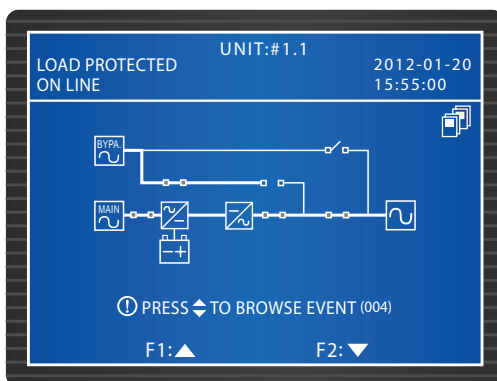 UNIT:#1.1
LOAD PROTECTED
ON LINE
2012-01-20
15:55:00
BYPA.
MAIN
PRESS TO BROWSE EVENT (004)
F1:
F2: